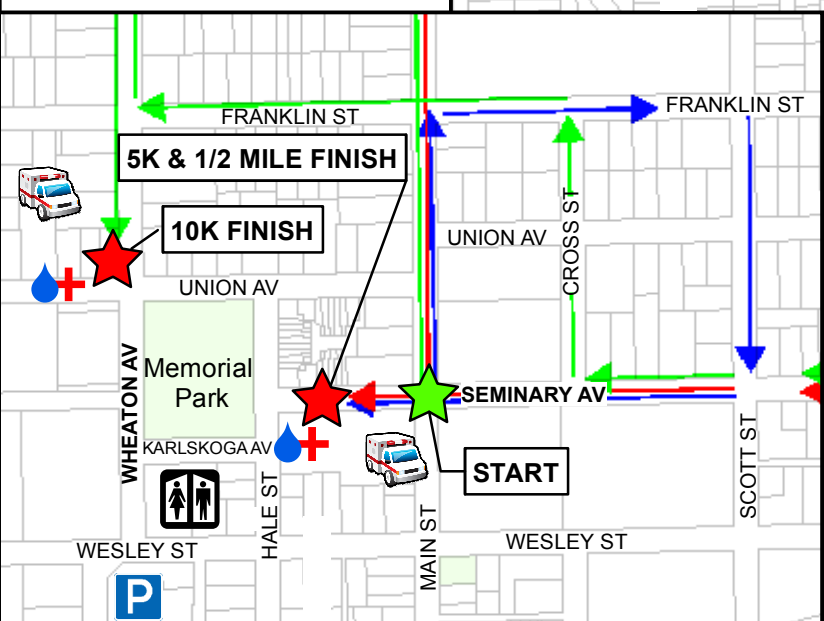 FRANKLIN ST
FRANKLIN ST
5K & 1/2 MILE FINISH
10K FINISH
CROSS ST
UNION AV
UNION AV
WHEATON AV
Memorial
Park
SEMINARY AV
KARLSKOGA AV
START
SCOTT ST
HALE ST
MAIN ST
WESLEY ST
WESLEY ST
P